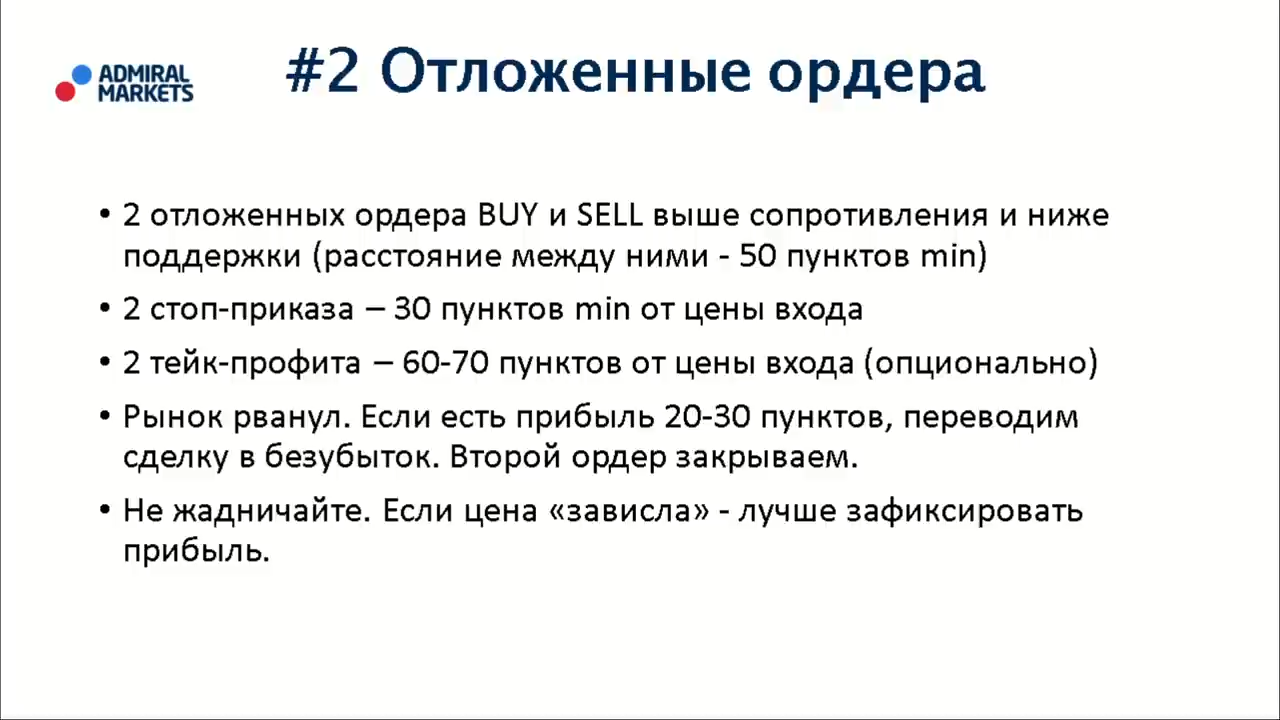 ADMIRAL
MARKETS
#2 Отложенные ордера
• 2 отложенных ордера BUY и SELL выше сопротивления и ниже
поддержки (расстояние между ними - 50 пунктов min)
• 2 стоп-приказа – 30 пунктов min от цены входа
• 2 тейк-профита – 60-70 пунктов от цены входа (опционально)
• Рынок рванул. Если есть прибыль 20-30 пунктов, переводим
сделку в безубыток. Второй ордер закрываем.
• Не жадничайте. Если цена «зависла» - лучше зафиксировать
прибыль.